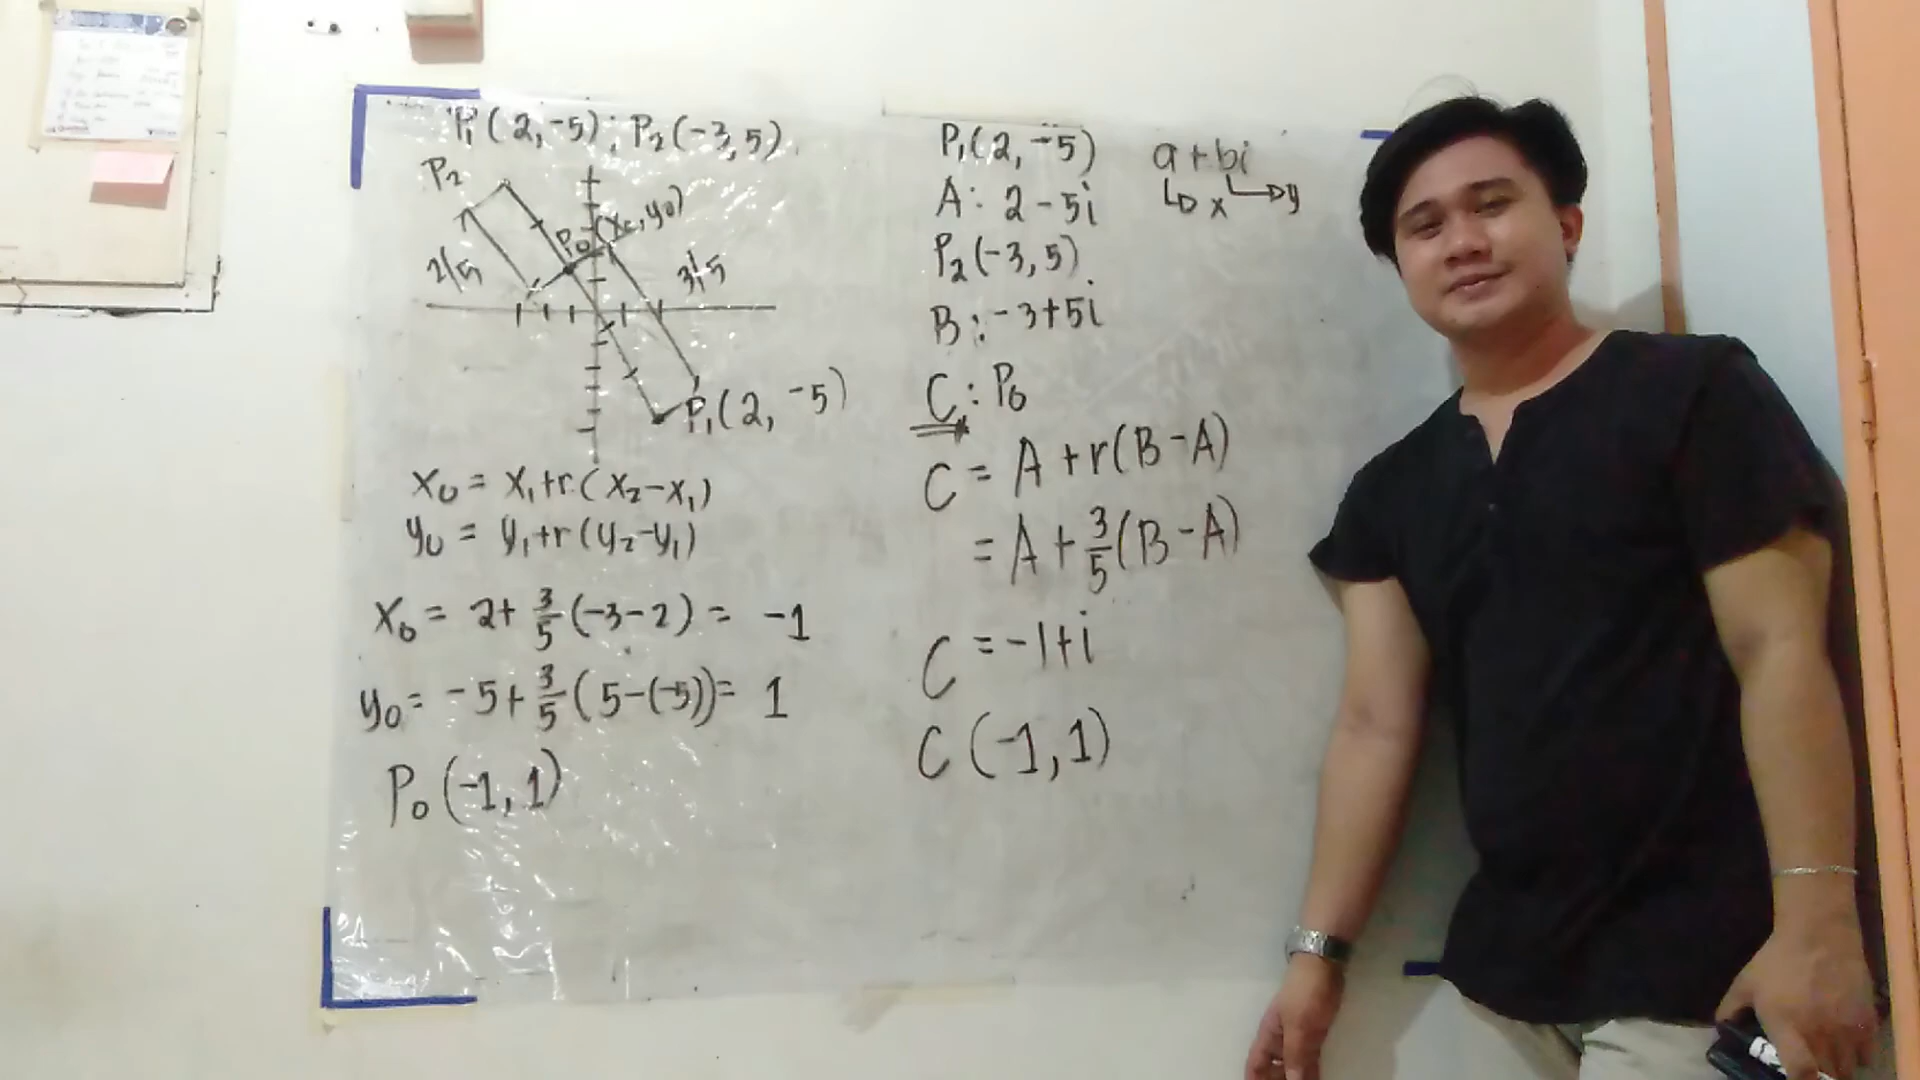 P₁(2,-5); P₂(-3,5)
P₂
P₀ (x₀, y₀)
2/5
3/5
P₁(2, -5)
x₀ = x₁+r(x₂-x₁)
y₀ = y₁+r(y₂-y₁)
x₀ = 2+ 3/5 (-3-2) = -1
y₀ = -5+ 3/5 (5-(-5)) = 1
P₀ (-1, 1)
P₁(2, -5)
a+bi
x y
A: 2-5i
P₂(-3, 5)
B: -3+5i
C: P₀
C = A+r(B-A)
= A+ 3/5 (B-A)
C = -1+i
C (-1, 1)